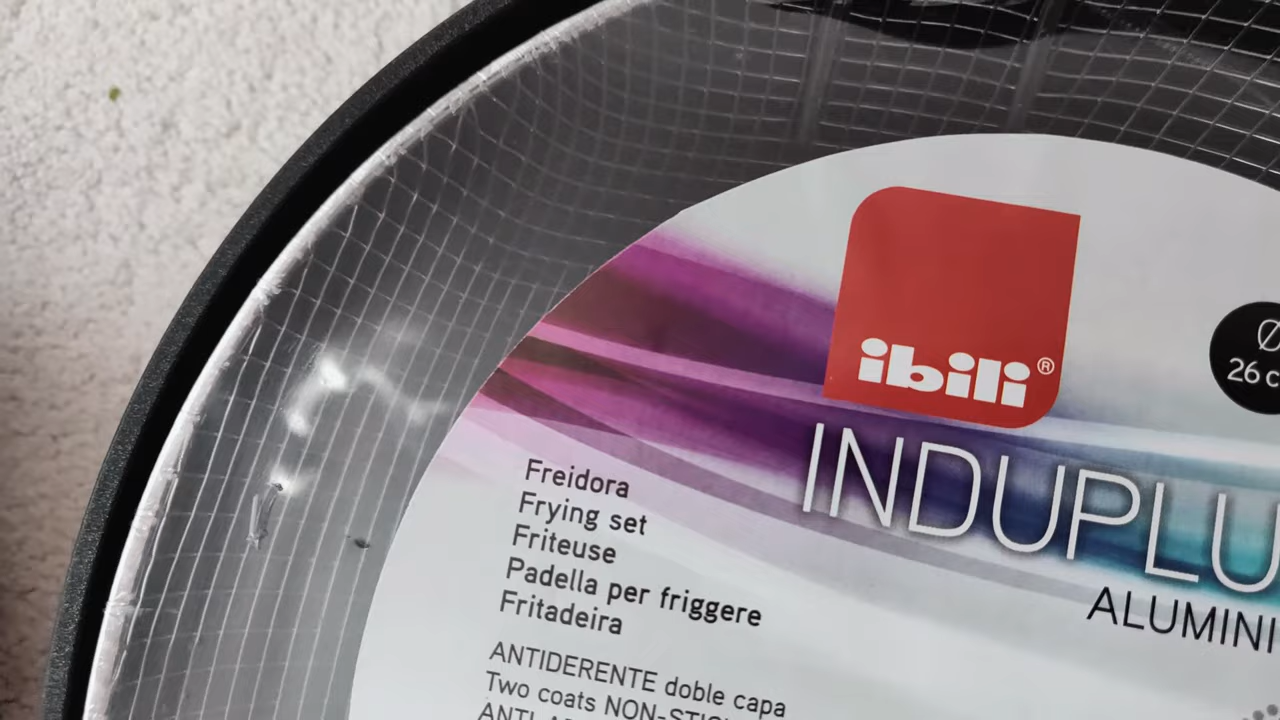 ibili®
Ø
26 c
INDUPLU
ALUMINI
Freidora
Frying set
Friteuse
Padella per friggere
Fritadeira
ANTIDERENTE doble capa
Two coats NON-STI